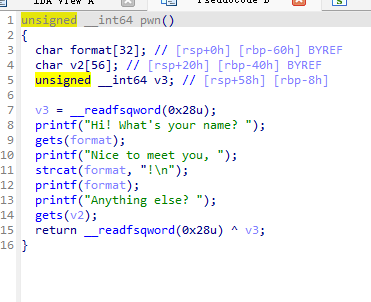 IDA View A
Pseudocode B
1 unsigned __int64 pwn()
2 {
3 char format[32]; // [rsp+0h] [rbp-60h] BYREF
4 char v2[56]; // [rsp+20h] [rbp-40h] BYREF
5 unsigned __int64 v3; // [rsp+58h] [rbp-8h]
6
7 v3 = __readfsqword(0x28u);
8 printf("Hi! What's your name? ");
9 gets(format);
10 printf("Nice to meet you, ");
11 strcat(format, "!\n");
12 printf(format);
13 printf("Anything else? ");
14 gets(v2);
15 return __readfsqword(0x28u) ^ v3;
16 }